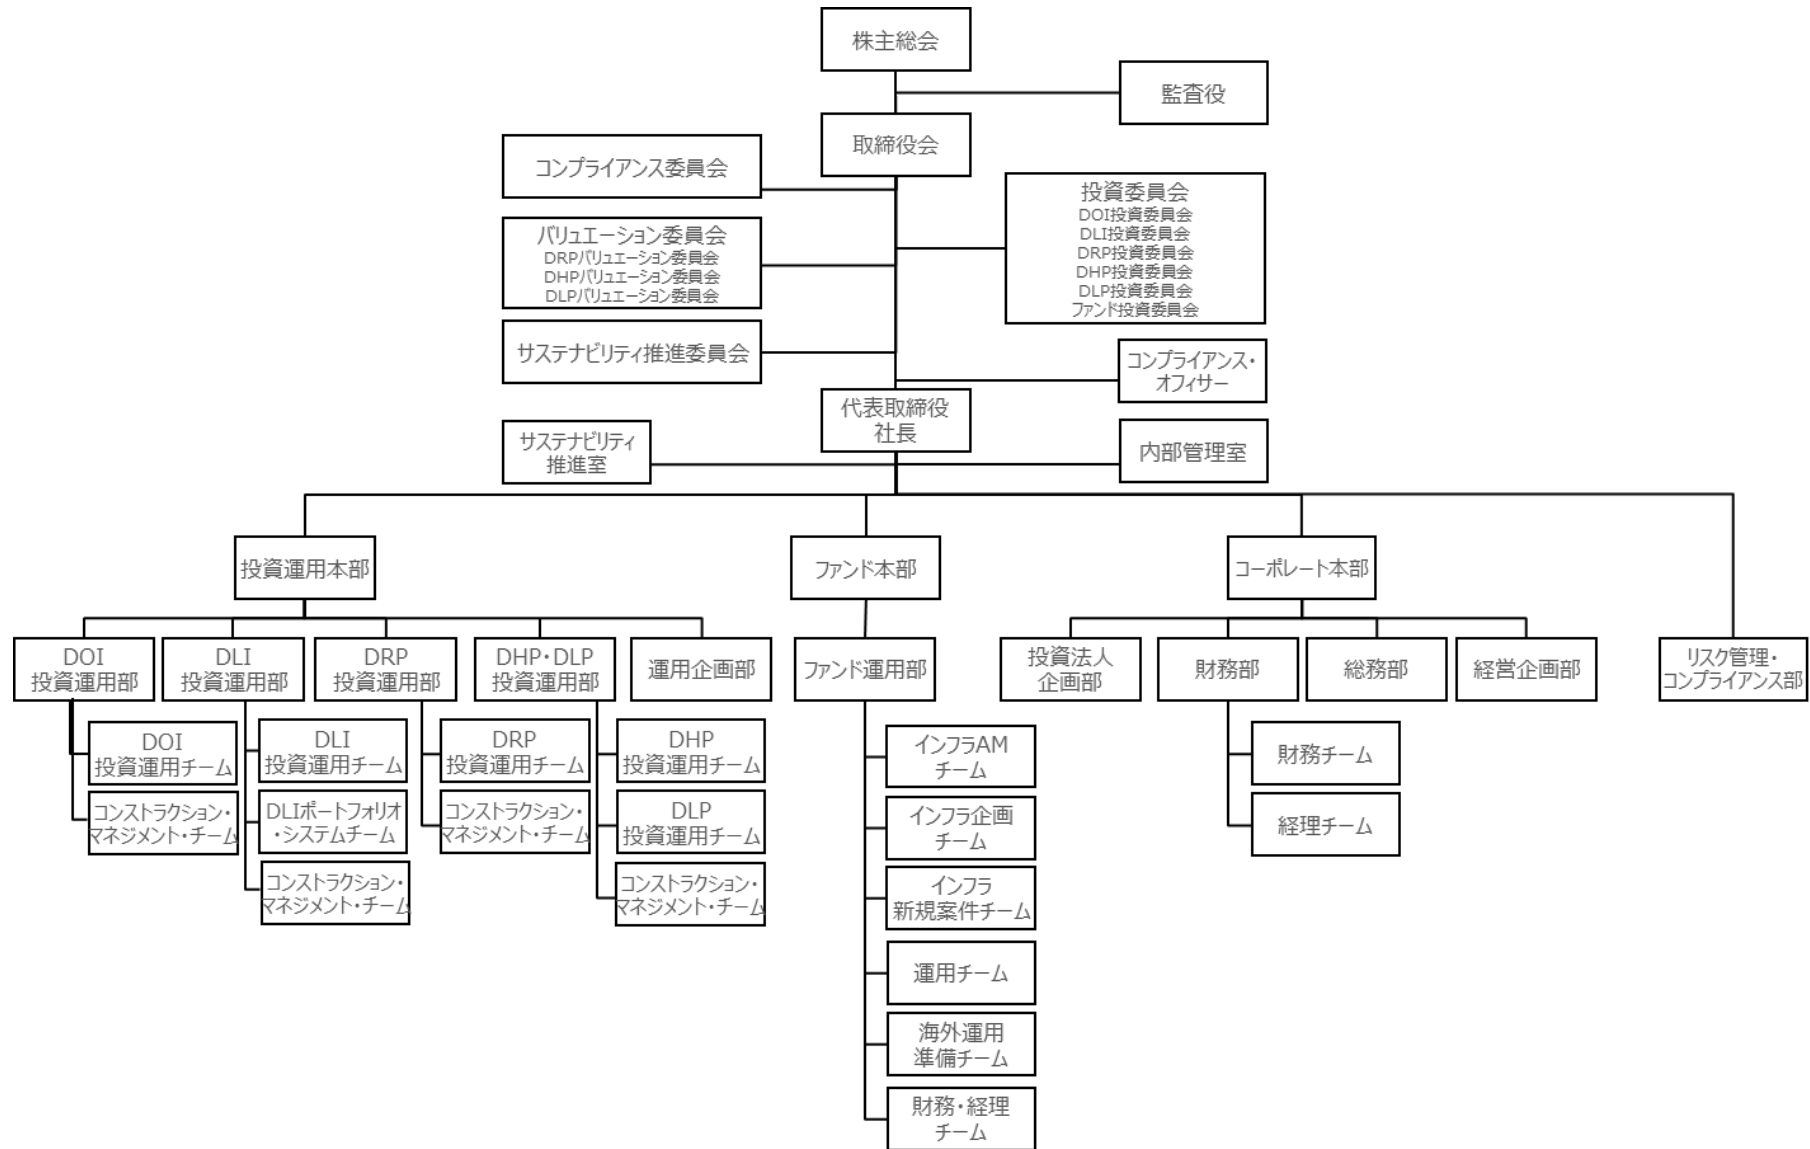 株主総会
監査役
取締役会
コンプライアンス委員会
投資委員会
DOI投資委員会
DLI投資委員会
DRP投資委員会
DHP投資委員会
DLP投資委員会
ファンド投資委員会
バリュエーション委員会
DRPバリュエーション委員会
DHPバリュエーション委員会
DLPバリュエーション委員会
サステナビリティ推進委員会
コンプライアンス・
オフィサー
代表取締役
社長
サステナビリティ
推進室
内部管理室
投資運用本部
ファンド本部
コーポレート本部
DOI
投資運用部
DLI
投資運用部
DRP
投資運用部
DHP・DLP
投資運用部
運用企画部
ファンド運用部
投資法人
企画部
財務部
総務部
経営企画部
リスク管理・
コンプライアンス部
DOI
投資運用チーム
コンストラクション・
マネジメント・チーム
DLI
投資運用チーム
DLIポートフォリオ
・システムチーム
コンストラクション・
マネジメント・チーム
DRP
投資運用チーム
コンストラクション・
マネジメント・チーム
DHP
投資運用チーム
DLP
投資運用チーム
コンストラクション・
マネジメント・チーム
インフラAM
チーム
インフラ企画
チーム
インフラ
新規案件チーム
運用チーム
海外運用
準備チーム
財務・経理
チーム
財務チーム
経理チーム